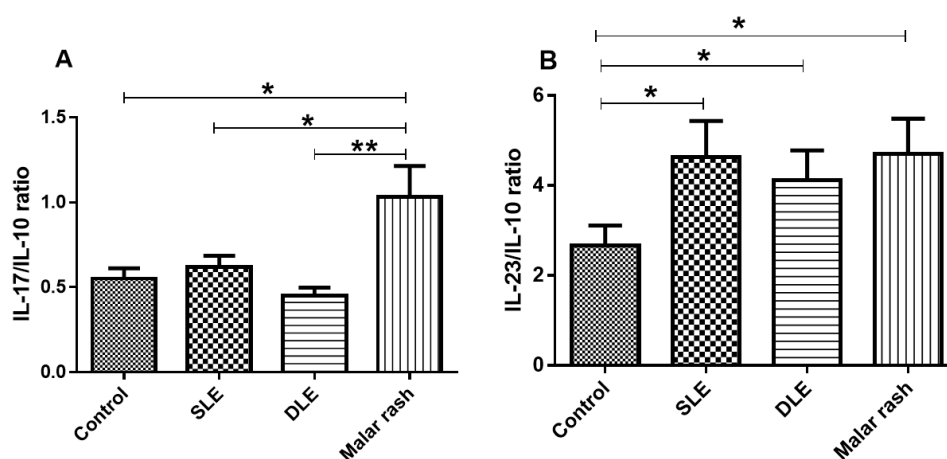 A
*
*
**
IL-17/IL-10 ratio
1.5
1.0
0.5
0.0
Control
SLE
DLE
Malar rash
B
*
*
*
IL-23/IL-10 ratio
6
4
2
0
Control
SLE
DLE
Malar rash